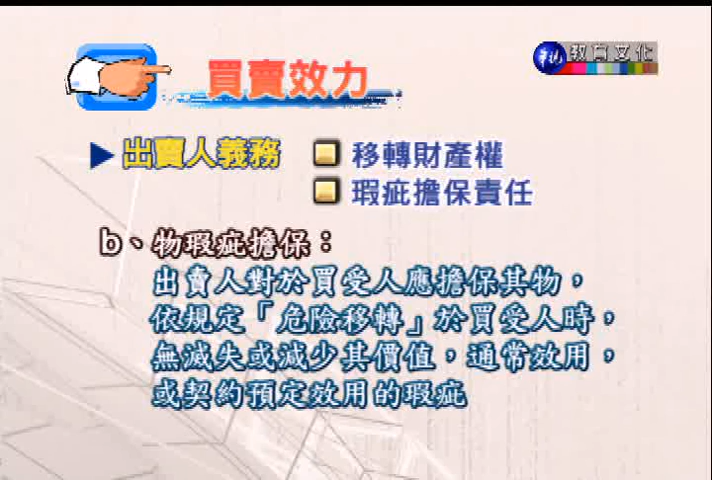 華視 教育文化
買賣效力
出賣人義務 移轉財產權
瑕疵擔保責任
b、物瑕疵擔保：
出賣人對於買受人應擔保其物，
依規定「危險移轉」於買受人時，
無滅失或減少其價值，通常效用，
或契約預定效用的瑕疵